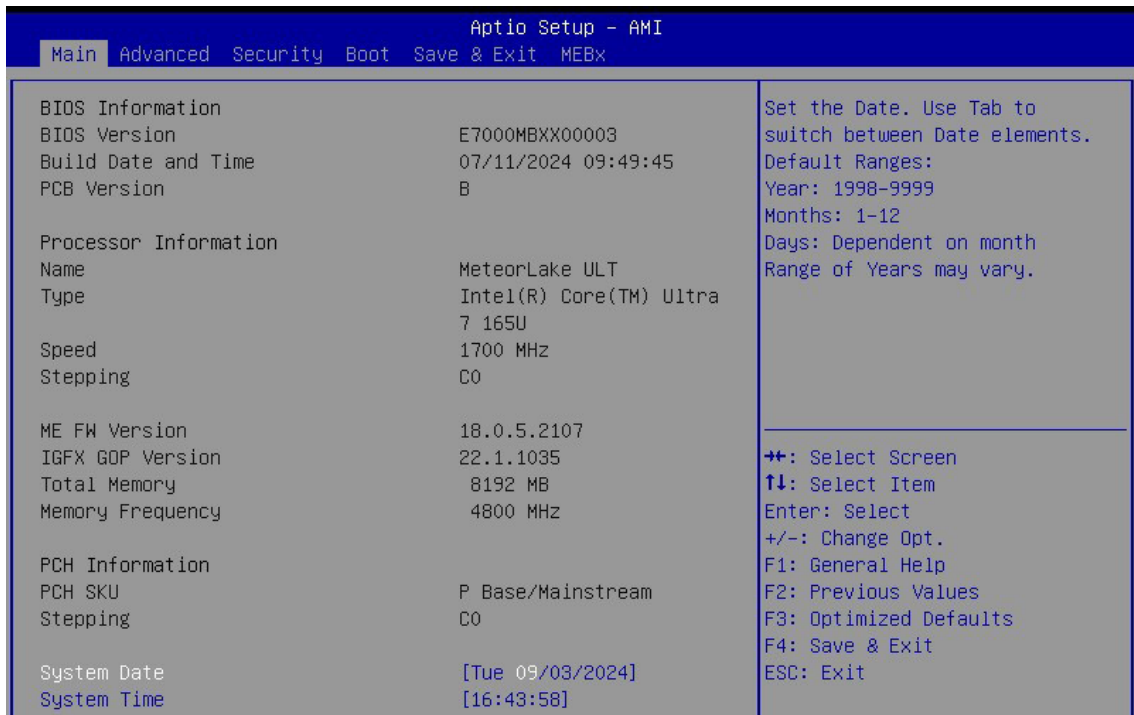 Aptio Setup – AMI
Main Advanced Security Boot Save & Exit MEBx
BIOS Information
BIOS Version E7000MBXX00003
Build Date and Time 07/11/2024 09:49:45
PCB Version B
Processor Information
Name MeteorLake ULT
Type Intel(R) Core(TM) Ultra
7 165U
Speed 1700 MHz
Stepping C0
ME FW Version 18.0.5.2107
IGFX GOP Version 22.1.1035
Total Memory 8192 MB
Memory Frequency 4800 MHz
PCH Information
PCH SKU P Base/Mainstream
Stepping C0
System Date [Tue 09/03/2024]
System Time [16:43:58]
Set the Date. Use Tab to
switch between Date elements.
Default Ranges:
Year: 1998-9999
Months: 1-12
Days: Dependent on month
Range of Years may vary.
→←: Select Screen
↑↓: Select Item
Enter: Select
+/-: Change Opt.
F1: General Help
F2: Previous Values
F3: Optimized Defaults
F4: Save & Exit
ESC: Exit